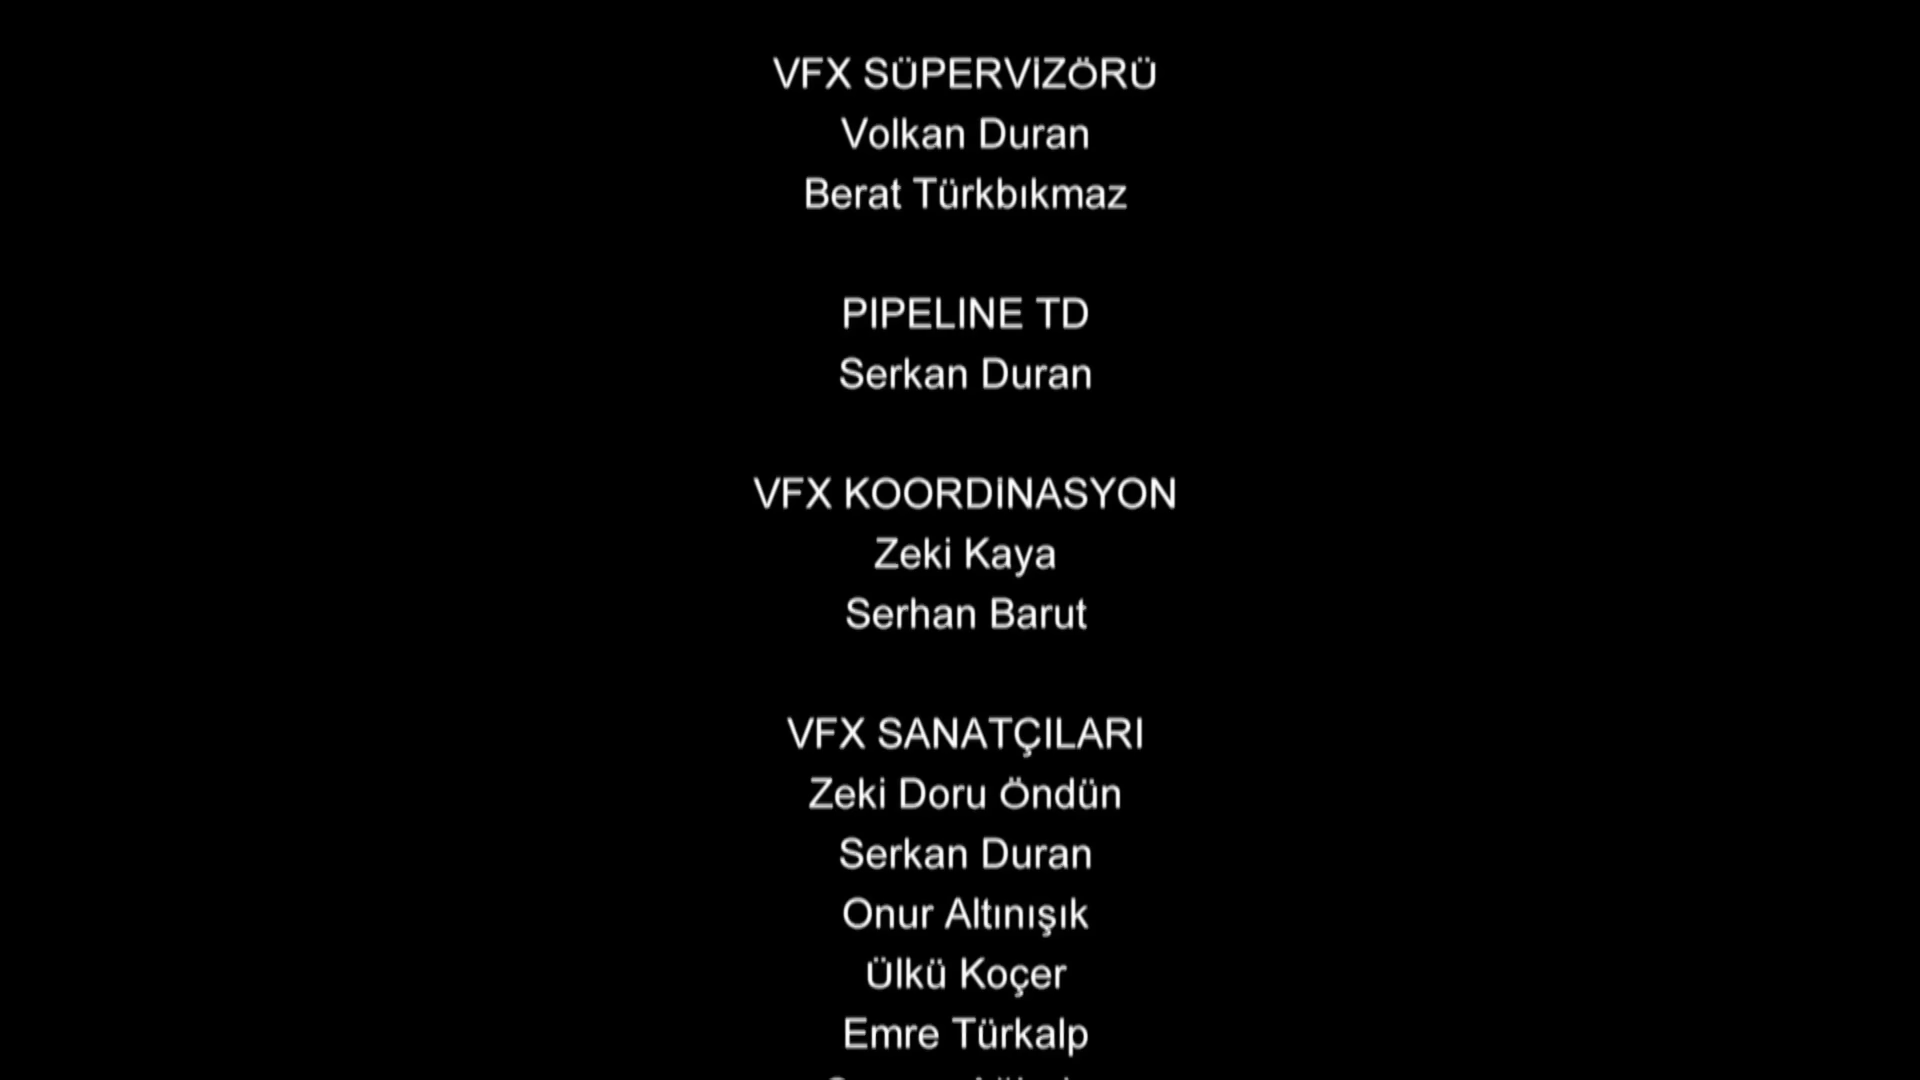 VFX SÜPERVİZÖRÜ
Volkan Duran
Berat Türkbıkmaz
PIPELINE TD
Serkan Duran
VFX KOORDİNASYON
Zeki Kaya
Serhan Barut
VFX SANATÇILARI
Zeki Doru Öndün
Serkan Duran
Onur Altınışık
Ülkü Koçer
Emre Türkalp